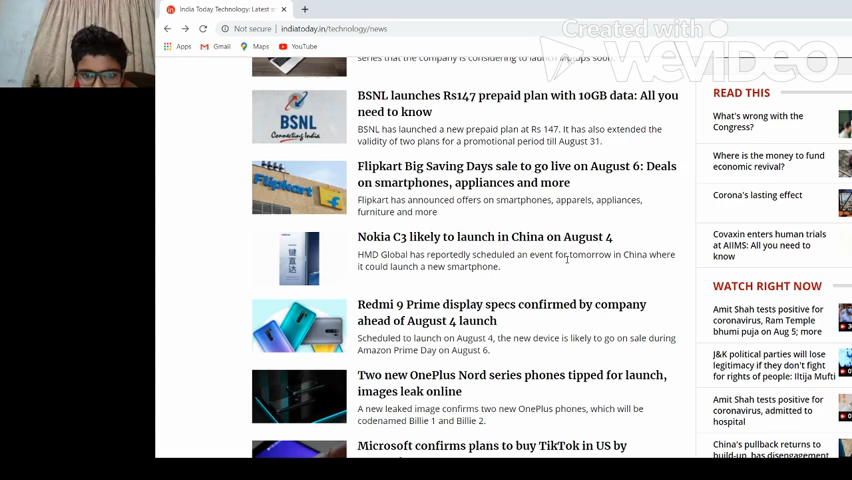 India Today Technology: Latest
Not secure | indiatoday.in/technology/news
Apps Gmail Maps YouTube
Created with
WEVIDEO
series that the company is considering to launch laptops soon.
BSNL launches Rs147 prepaid plan with 10GB data: All you
need to know
BSNL has launched a new prepaid plan at Rs 147. It has also extended the
validity of two plans for a promotional period till August 31.
BSNL
Connecting India
Flipkart Big Saving Days sale to go live on August 6: Deals
on smartphones, appliances and more
Flipkart has announced offers on smartphones, apparels, appliances,
furniture and more
Flipkart
Nokia C3 likely to launch in China on August 4
HMD Global has reportedly scheduled an event for tomorrow in China where
it could launch a new smartphone.
键
直
达
Redmi 9 Prime display specs confirmed by company
ahead of August 4 launch
Scheduled to launch on August 4, the new device is likely to go on sale during
Amazon Prime Day on August 6.
Two new OnePlus Nord series phones tipped for launch,
images leak online
A new leaked image confirms two new OnePlus phones, which will be
codenamed Billie 1 and Billie 2.
Microsoft confirms plans to buy TikTok in US by
READ THIS
What's wrong with the
Congress?
Where is the money to fund
economic revival?
Corona's lasting effect
Covaxin enters human trials
at AIIMS: All you need to
know
WATCH RIGHT NOW
Amit Shah tests positive for
coronavirus, Ram Temple
bhumi puja on Aug 5; more
J&K political parties will lose
legitimacy if they don't fight
for rights of people: Iltija Mufti
Amit Shah tests positive for
coronavirus, admitted to
hospital
China's pullback returns to
build-up, has disengagement